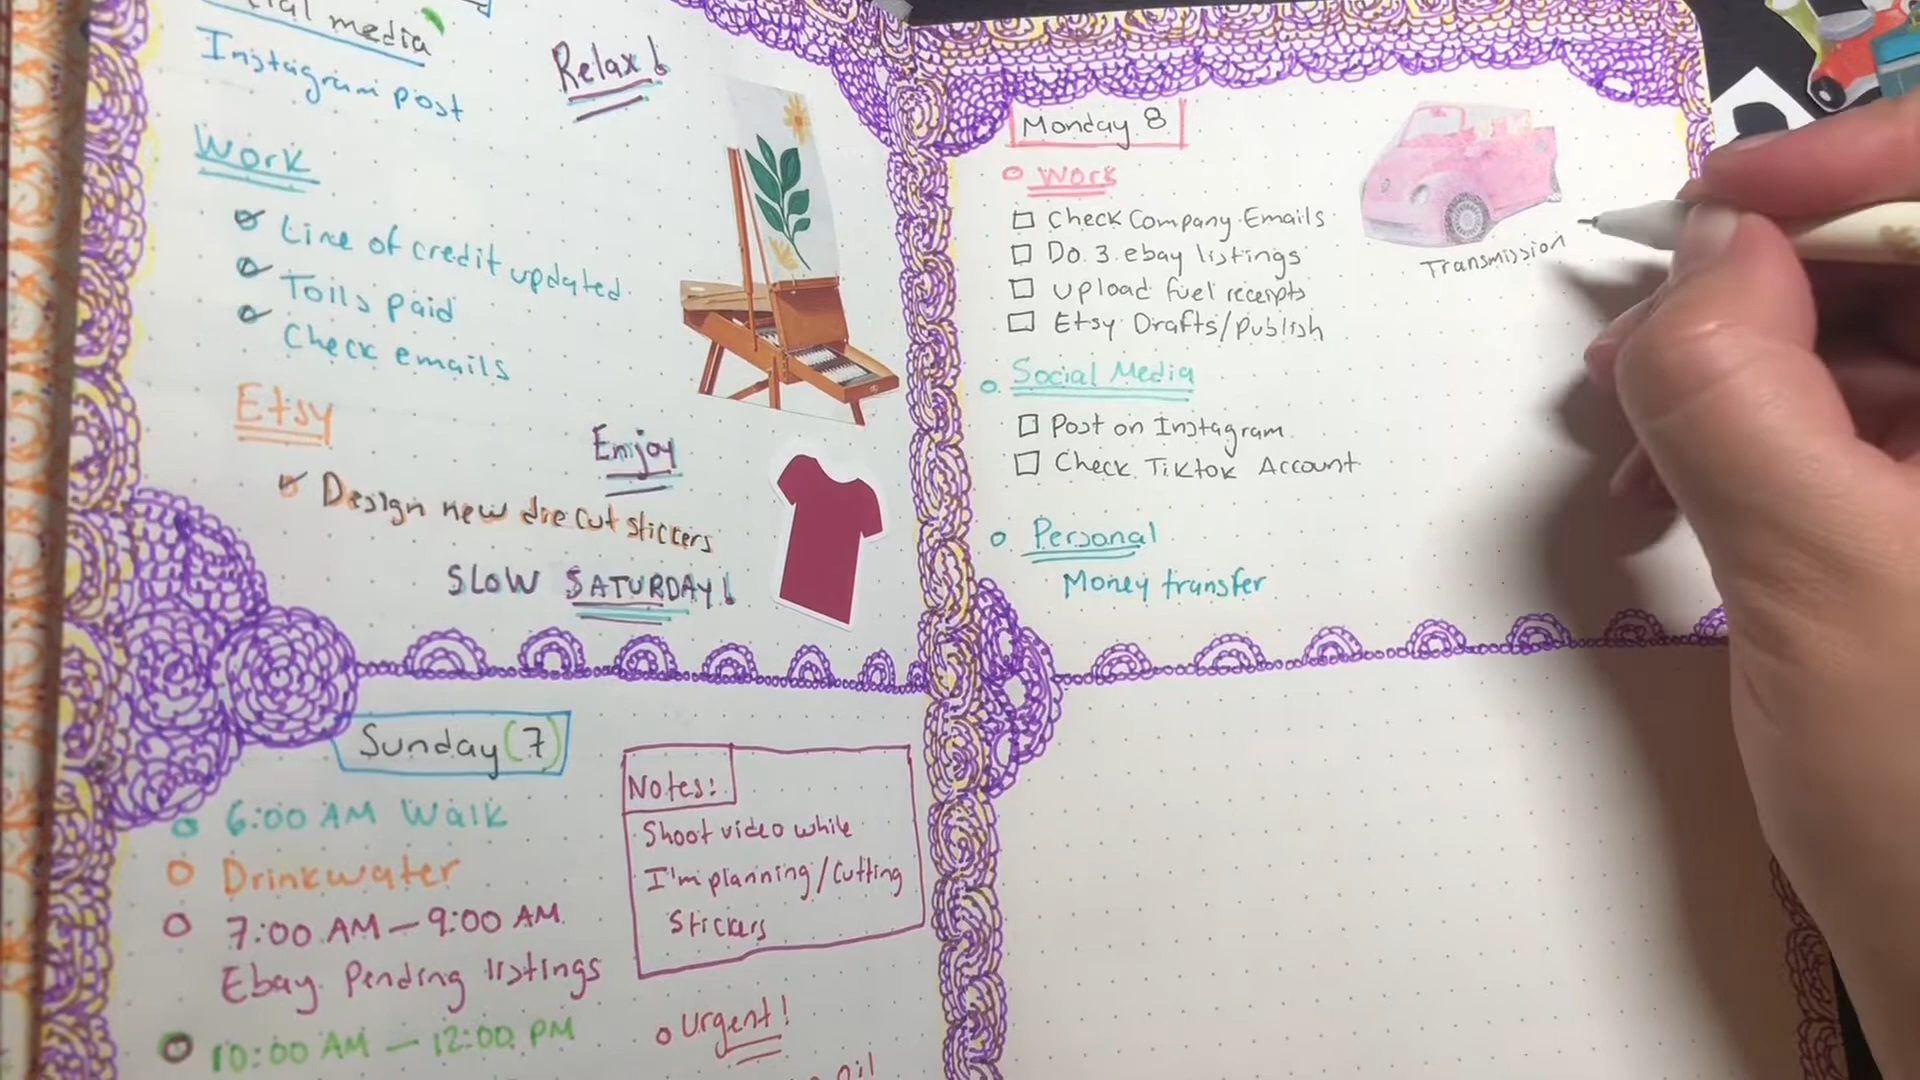 media
Instagram post
Relax!
Work
Line of credit updated
Tolls paid
Check emails
Etsy
Enjoy
Design new die cut stickers
SLOW SATURDAY!
Sunday (7)
6:00 AM Walk
Drink water
7:00 AM – 9:00 AM
Ebay Pending listings
10:00 AM – 12:00 PM
Notes:
Shoot video while
I'm planning/Cutting
Stickers
Urgent!
Monday 8
Work
Check Company Emails
Do 3 ebay listings
Upload fuel receipts
Etsy Drafts/Publish
Transmission
Social Media
Post on Instagram
Check Tiktok Account
Personal
Money transfer